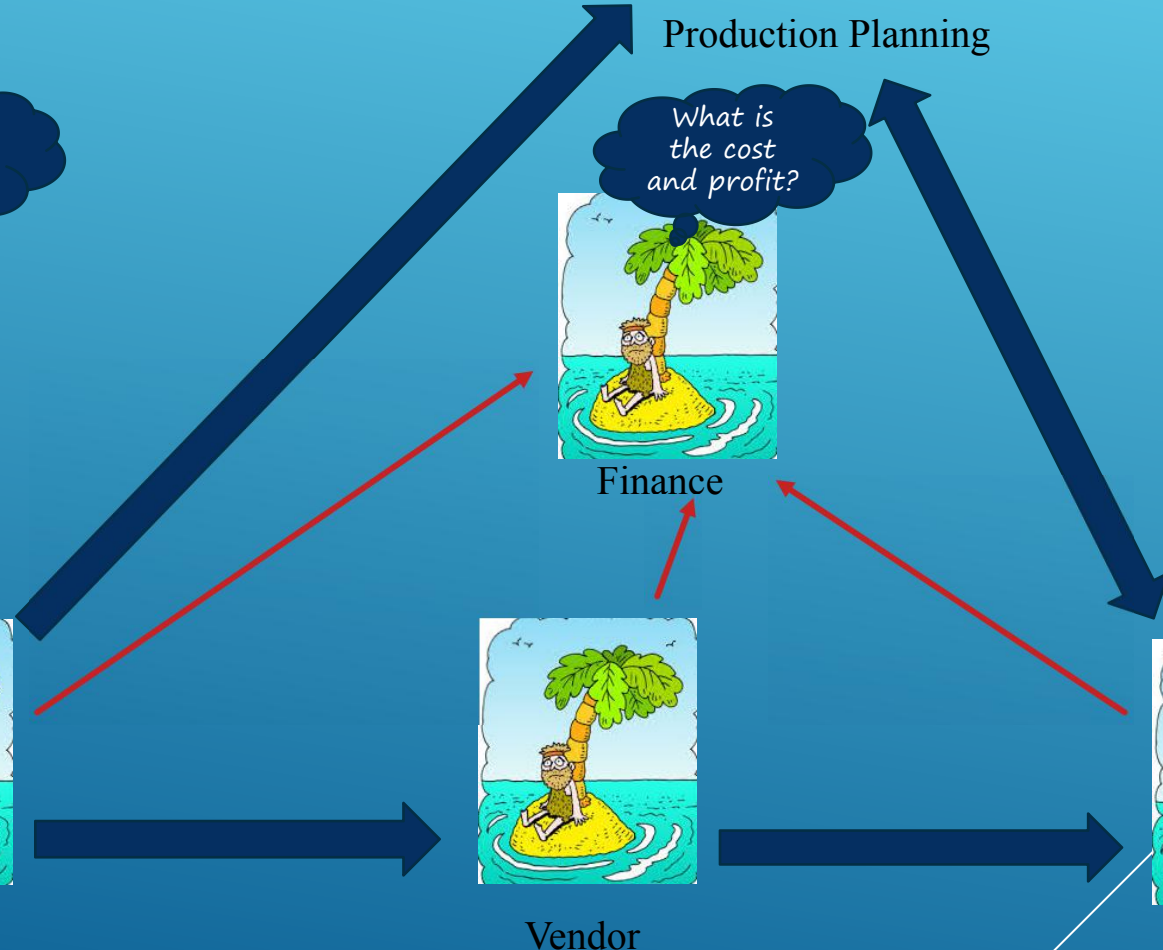 Production Planning
What is
the cost
and profit?
Finance
Vendor